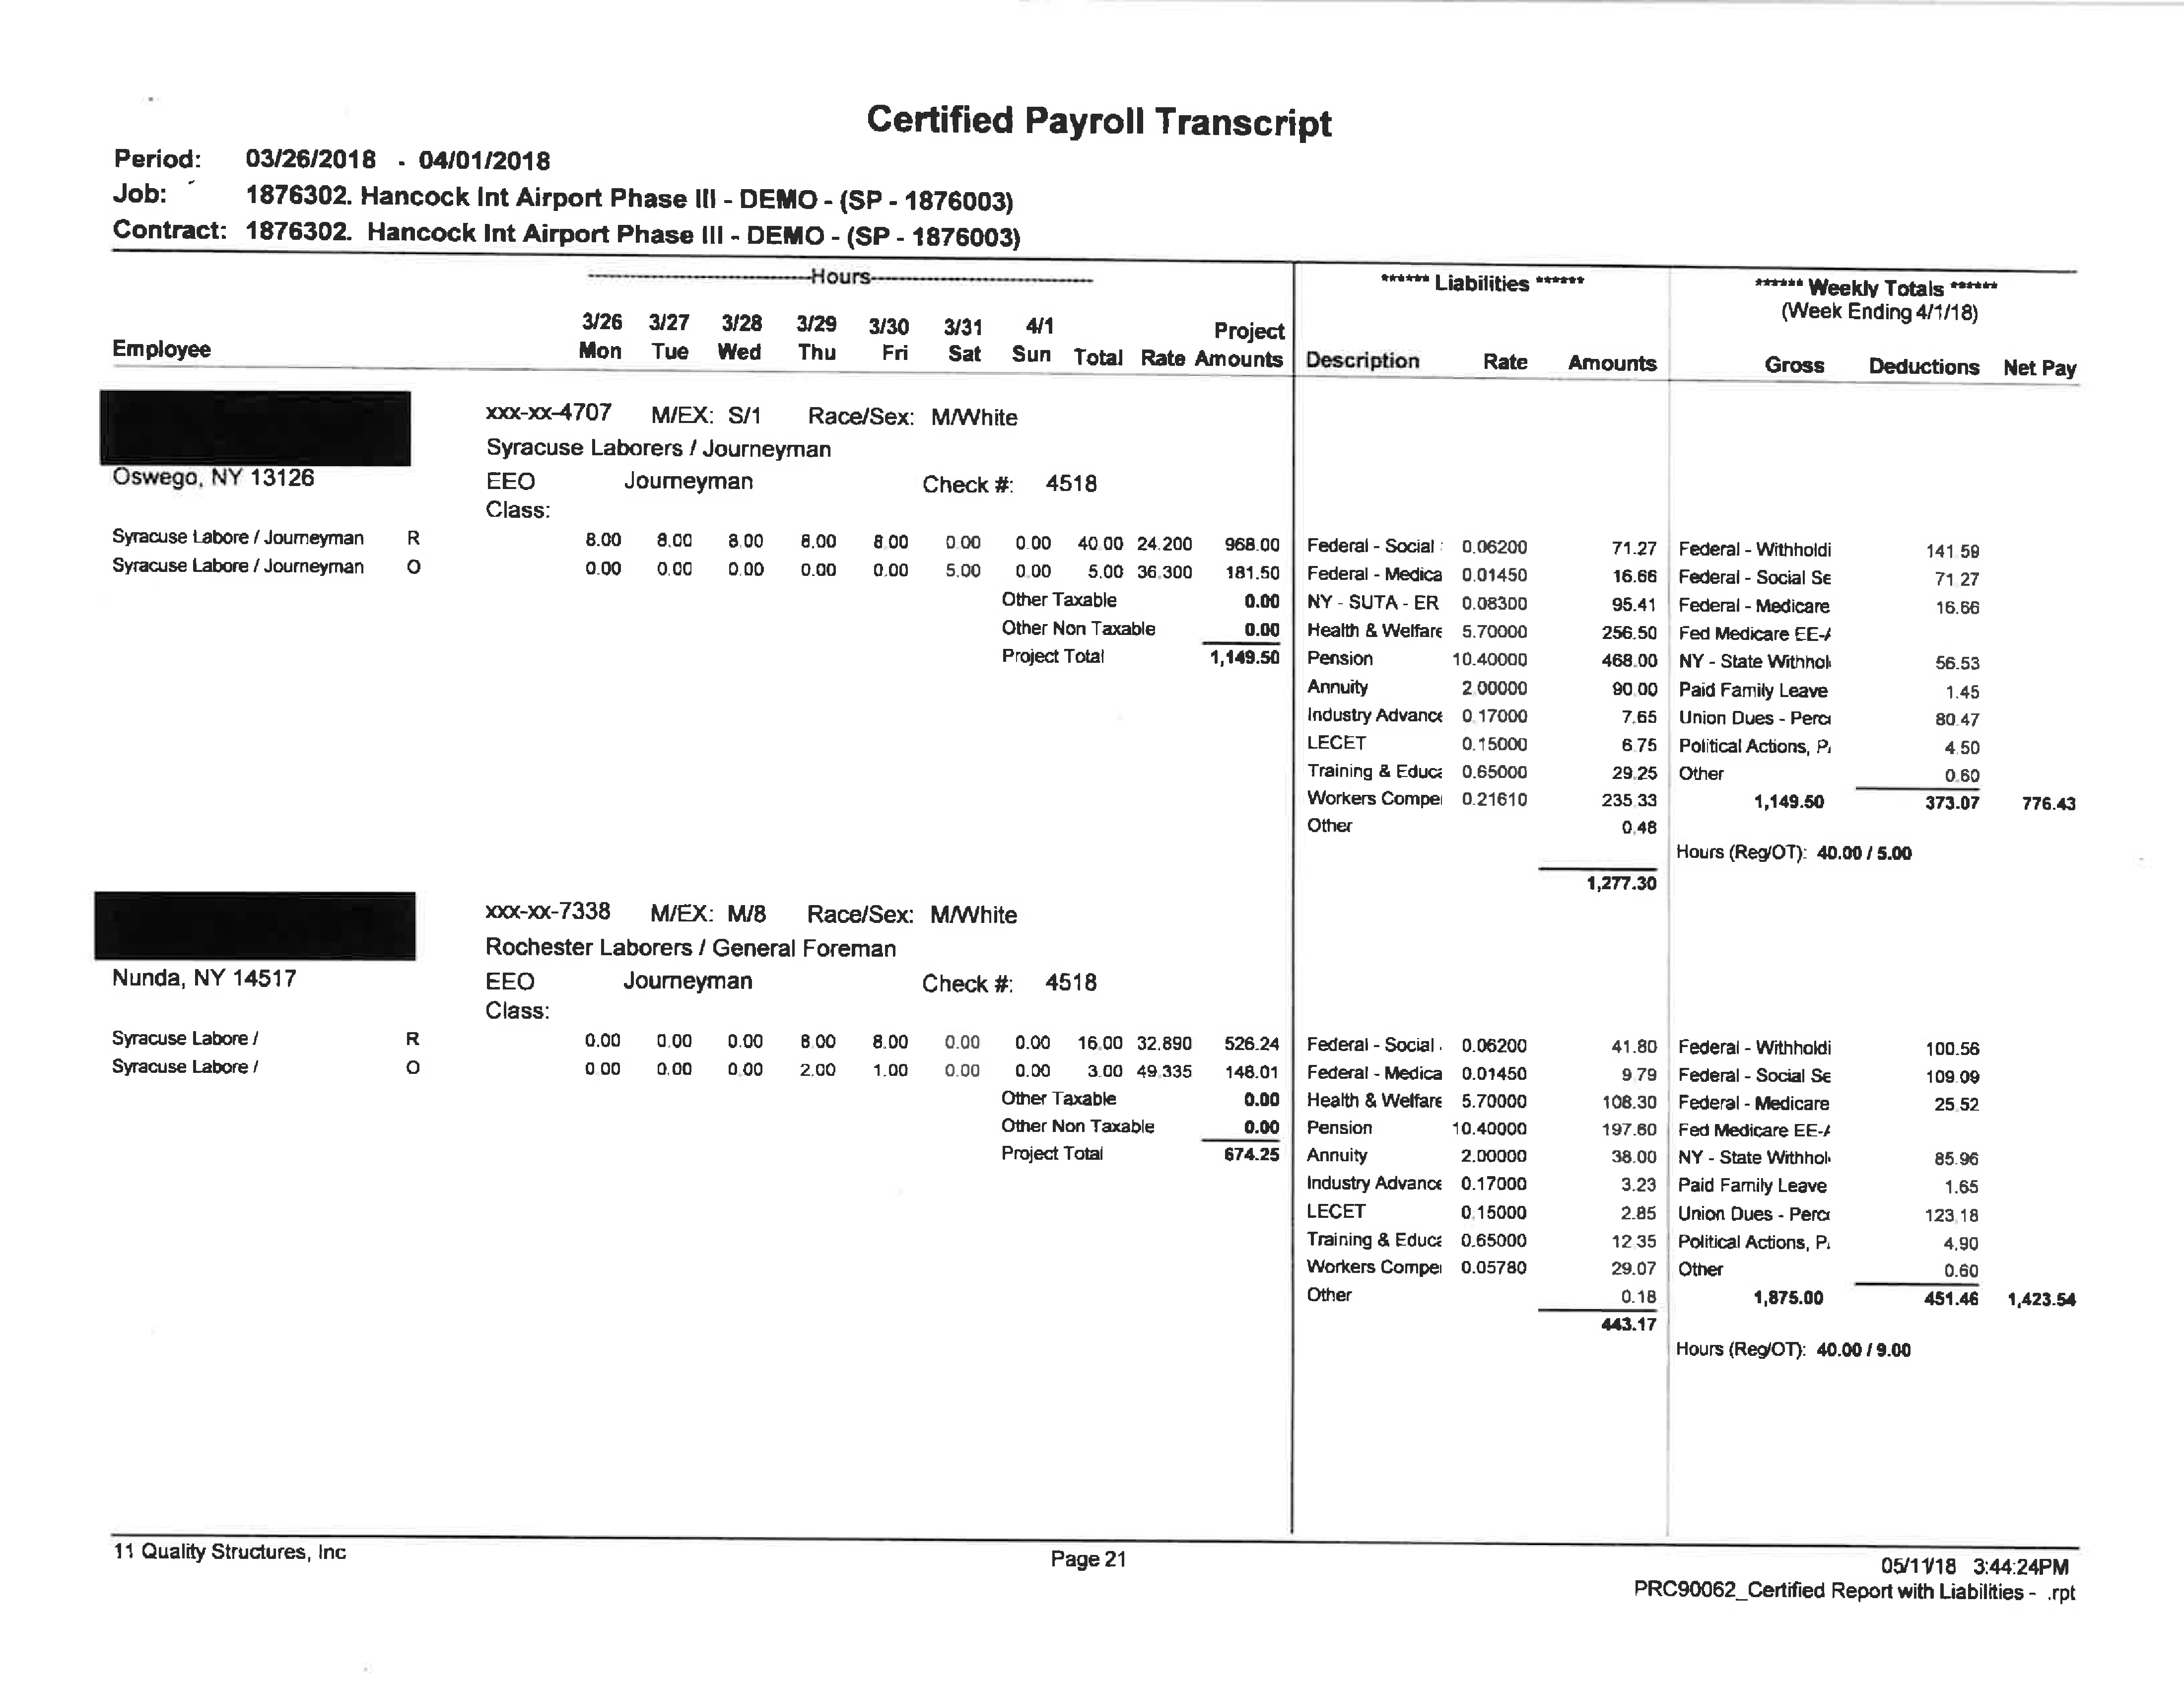 Certified Payroll Transcript
Period: 03/26/2018 - 04/01/2018
Job: 1876302. Hancock Int Airport Phase III - DEMO - (SP - 1876003)
Contract: 1876302. Hancock Int Airport Phase III - DEMO - (SP - 1876003)
Hours ****** Liabilities ****** ****** Weekly Totals ******
(Week Ending 4/1/18)
3/26 3/27 3/28 3/29 3/30 3/31 4/1 Project
Employee Mon Tue Wed Thu Fri Sat Sun Total Rate Amounts Description Rate Amounts Gross Deductions Net Pay
xxx-xx-4707 M/EX: S/1 Race/Sex: M/White
Syracuse Laborers / Journeyman
Oswego, NY 13126 EEO Journeyman Check #: 4518
Class:
Syracuse Labore / Journeyman R 8.00 8.00 8.00 8.00 8.00 0.00 0.00 40.00 24.200 968.00 Federal - Social 0.06200 71.27 Federal - Withholdi 141.59
Syracuse Labore / Journeyman O 0.00 0.00 0.00 0.00 0.00 5.00 0.00 5.00 36.300 181.50 Federal - Medica 0.01450 16.66 Federal - Social Se 71.27
Other Taxable 0.00 NY - SUTA - ER 0.08300 95.41 Federal - Medicare 16.66
Other Non Taxable 0.00 Health & Welfare 5.70000 256.50 Fed Medicare EE-A
Project Total 1,149.50 Pension 10.40000 468.00 NY - State Withhol 56.53
Annuity 2.00000 90.00 Paid Family Leave 1.45
Industry Advance 0.17000 7.65 Union Dues - Perc 80.47
LECET 0.15000 6.75 Political Actions, P 4.50
Training & Educa 0.65000 29.25 Other 0.60
Workers Compe 0.21610 235.33 1,149.50 373.07 776.43
Other 0.48
Hours (Reg/OT): 40.00 / 5.00
1,277.30
xxx-xx-7338 M/EX: M/8 Race/Sex: M/White
Rochester Laborers / General Foreman
Nunda, NY 14517 EEO Journeyman Check #: 4518
Class:
Syracuse Labore / R 0.00 0.00 0.00 8.00 8.00 0.00 0.00 16.00 32.890 526.24 Federal - Social 0.06200 41.80 Federal - Withholdi 100.56
Syracuse Labore / O 0.00 0.00 0.00 2.00 1.00 0.00 0.00 3.00 49.335 148.01 Federal - Medica 0.01450 9.79 Federal - Social Se 109.09
Other Taxable 0.00 Health & Welfare 5.70000 108.30 Federal - Medicare 25.52
Other Non Taxable 0.00 Pension 10.40000 197.60 Fed Medicare EE-A
Project Total 674.25 Annuity 2.00000 38.00 NY - State Withhol 85.96
Industry Advance 0.17000 3.23 Paid Family Leave 1.65
LECET 0.15000 2.85 Union Dues - Perc 123.18
Training & Educa 0.65000 12.35 Political Actions, P 4.90
Workers Compe 0.05780 29.07 Other 0.60
Other 0.18 1,875.00 451.46 1,423.54
443.17
Hours (Reg/OT): 40.00 / 9.00
11 Quality Structures, Inc Page 21 05/11/18 3:44:24PM
PRC90062_Certified Report with Liabilities - .rpt